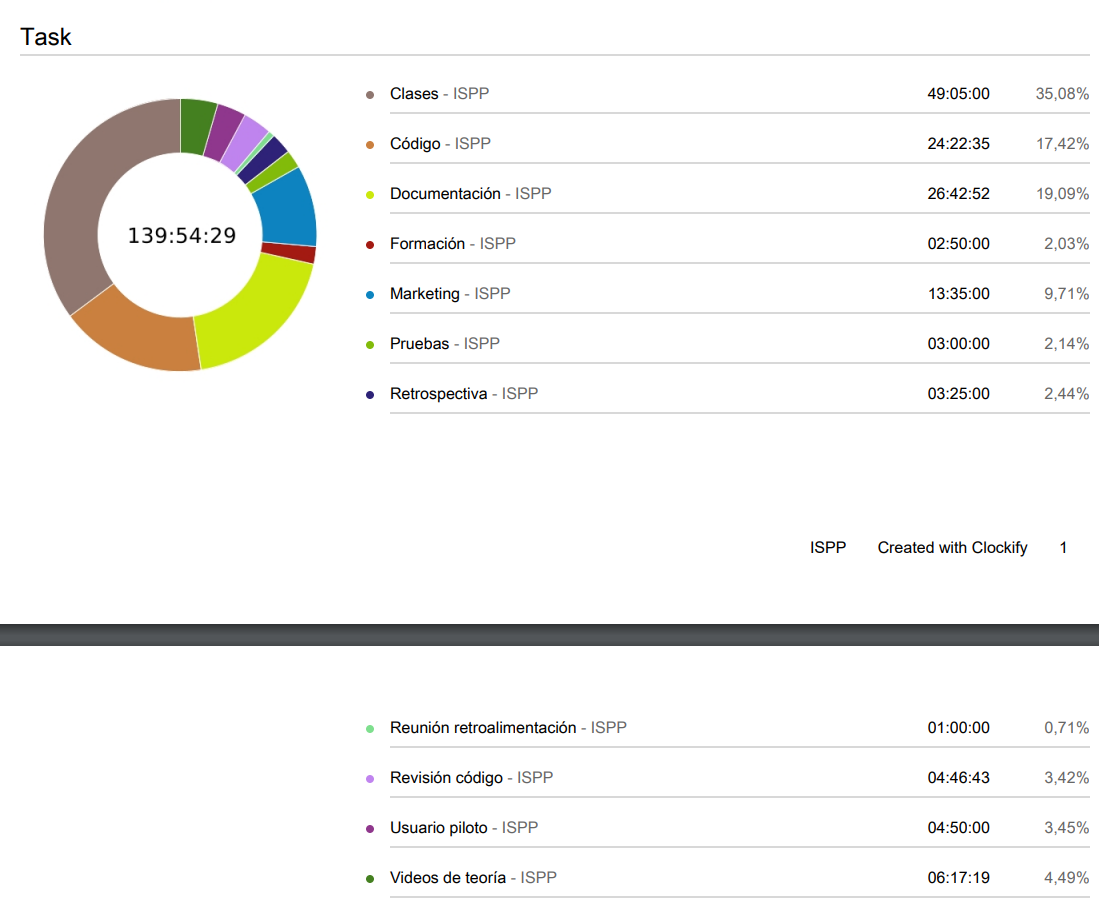 Task
Clases - ISPP 49:05:00 35,08%
Código - ISPP 24:22:35 17,42%
Documentación - ISPP 26:42:52 19,09%
139:54:29
Formación - ISPP 02:50:00 2,03%
Marketing - ISPP 13:35:00 9,71%
Pruebas - ISPP 03:00:00 2,14%
Retrospectiva - ISPP 03:25:00 2,44%
ISPP Created with Clockify 1
Reunión retroalimentación - ISPP 01:00:00 0,71%
Revisión código - ISPP 04:46:43 3,42%
Usuario piloto - ISPP 04:50:00 3,45%
Videos de teoría - ISPP 06:17:19 4,49%